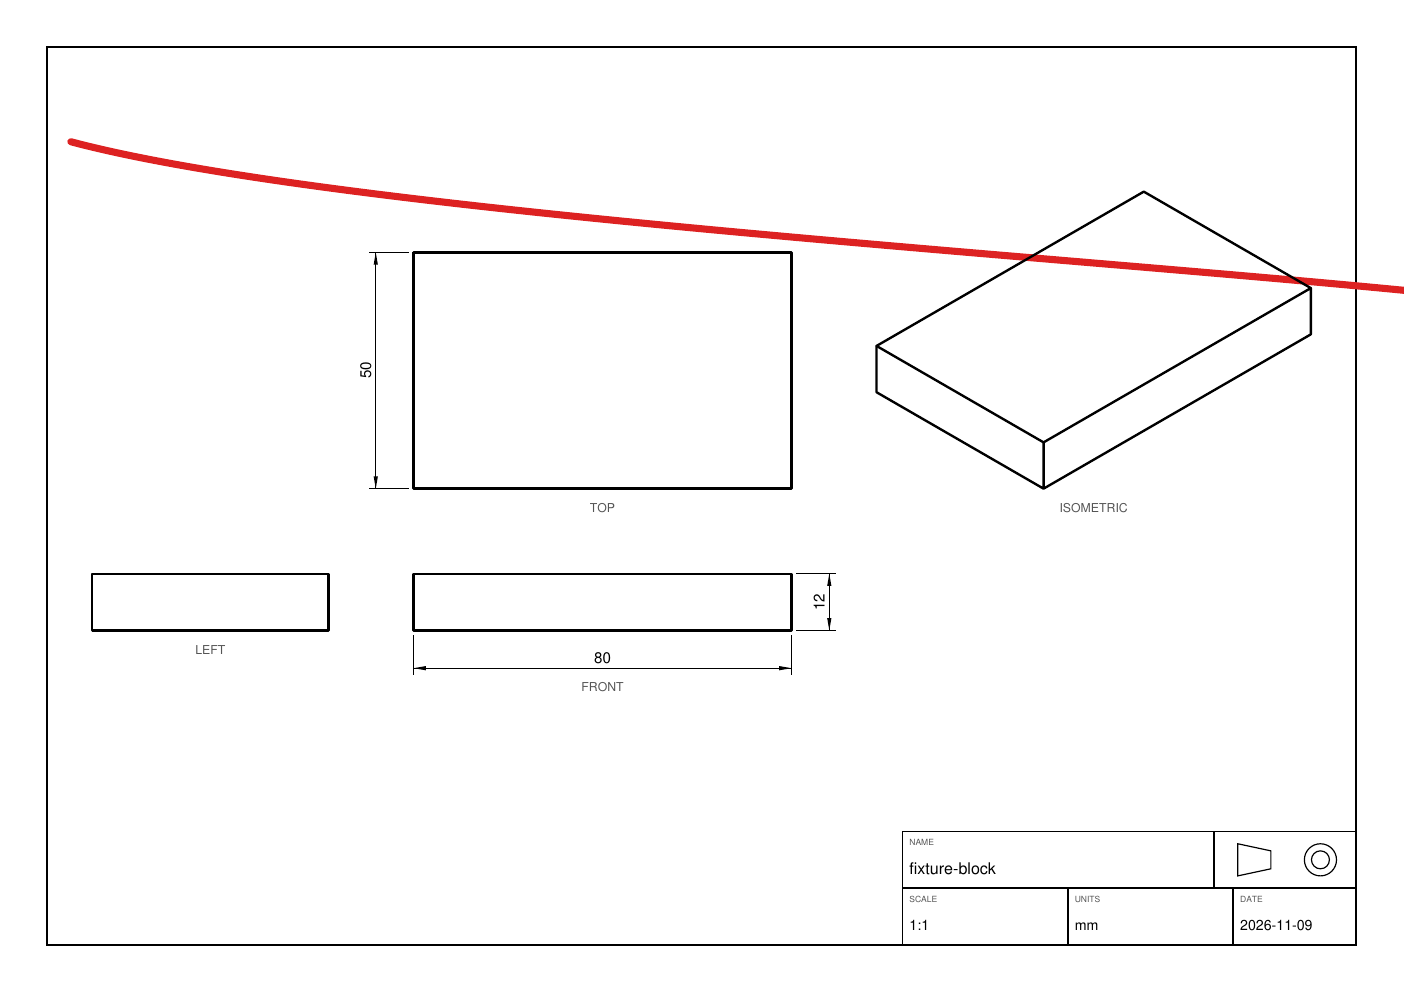 50
TOP
ISOMETRIC
12
LEFT
80
FRONT
NAME
fixture-block
SCALE
1:1
UNITS
mm
DATE
2026-11-09